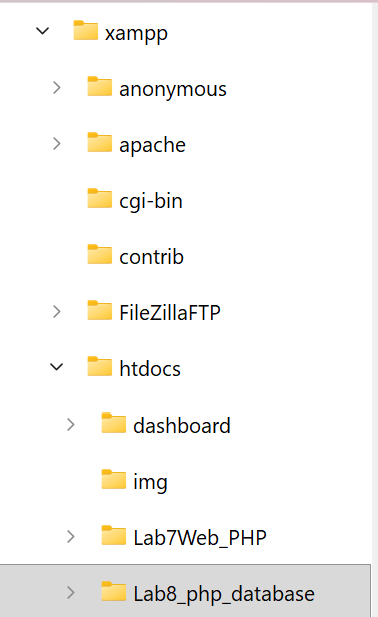 xampp
anonymous
apache
cgi-bin
contrib
FileZillaFTP
htdocs
dashboard
img
Lab7Web_PHP
Lab8_php_database